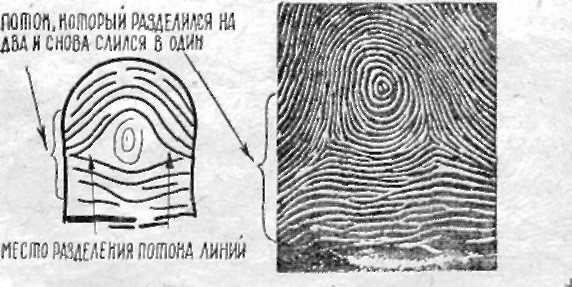 ПОТОК, КОТОРЫЙ РАЗДЕЛИЛСЯ НА
ДВА И СНОВА СЛИЛСЯ В ОДИН
МЕСТО РАЗДЕЛЕНИЯ ПОТОКА ЛИНИЙ